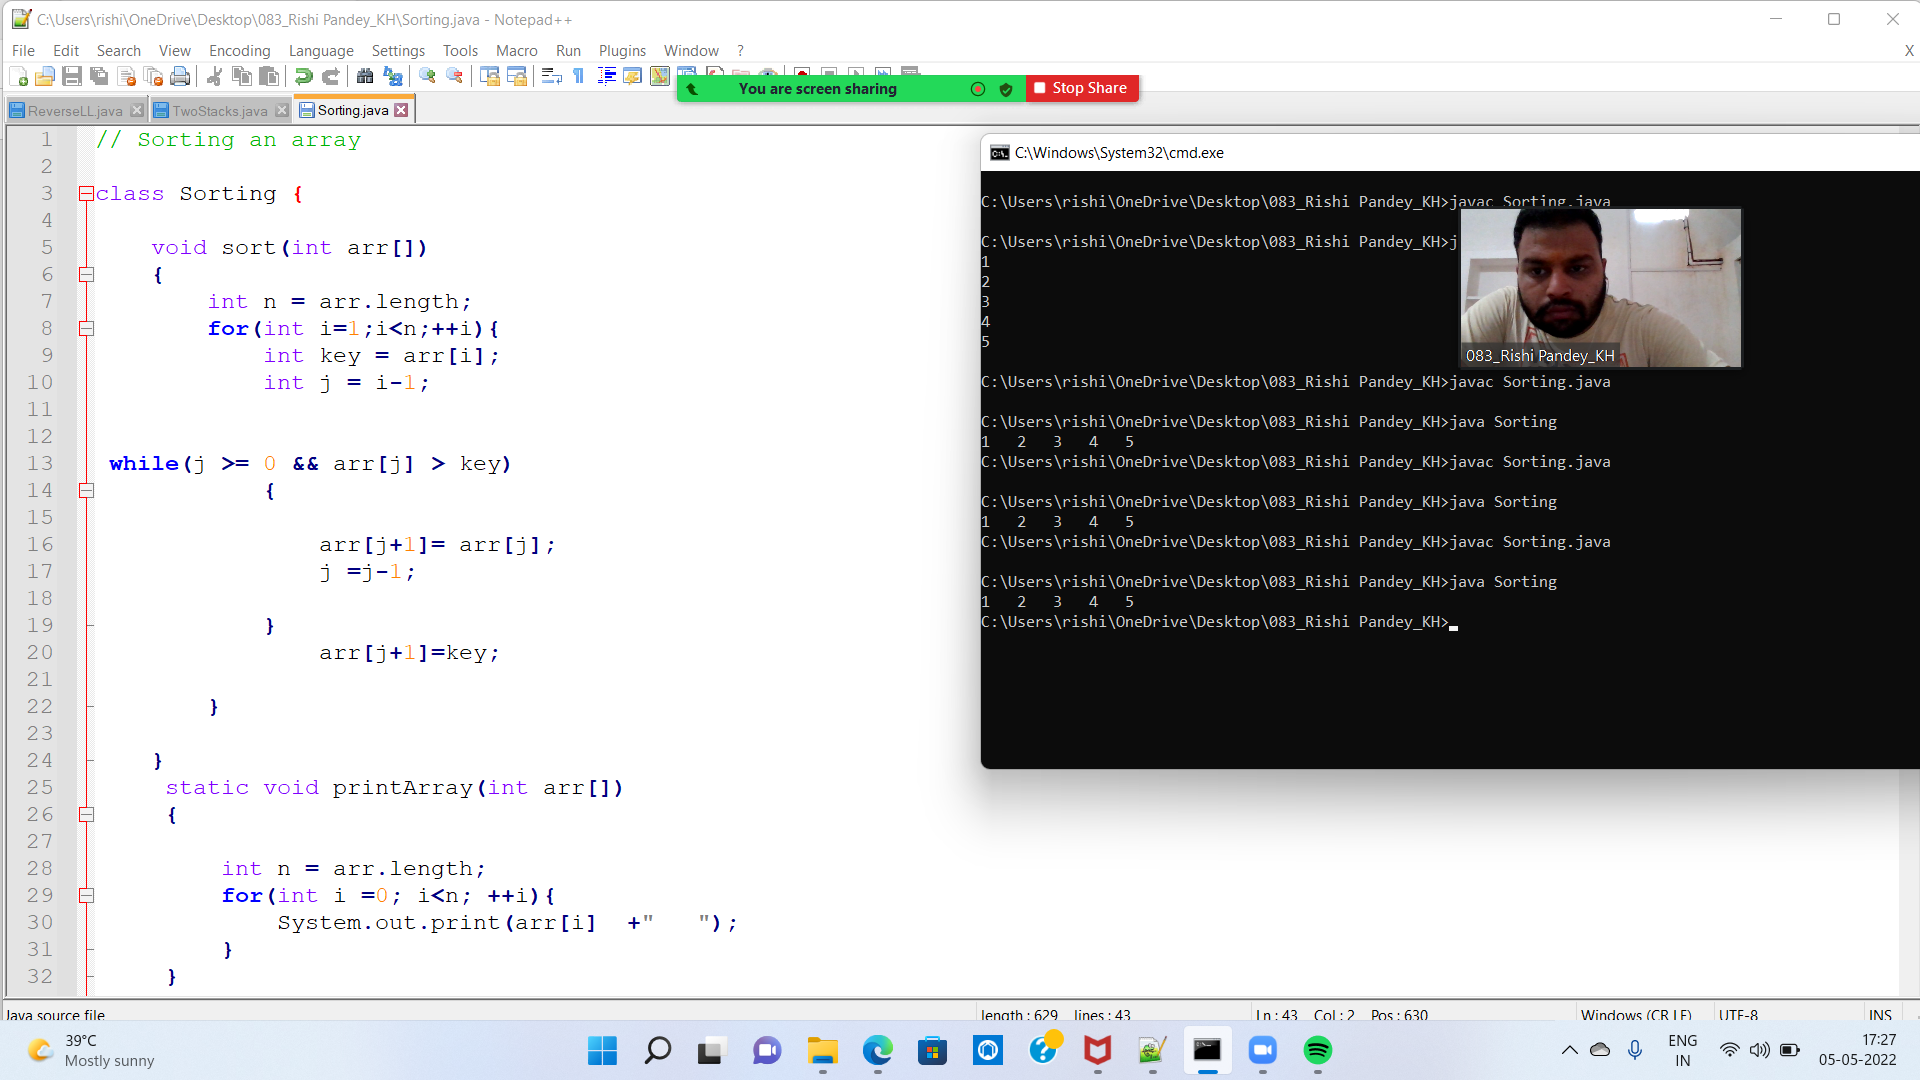 C:\Users\rishi\OneDrive\Desktop\083_Rishi Pandey_KH\Sorting.java - Notepad++
File Edit Search View Encoding Language Settings Tools Macro Run Plugins Window ? X
You are screen sharing Stop Share
ReverseLL.java TwoStacks.java Sorting.java
1 // Sorting an array
2
3 class Sorting {
4
5 void sort(int arr[])
6 {
7 int n = arr.length;
8 for(int i=1;i<n;++i){
9 int key = arr[i];
10 int j = i-1;
11
12
13 while(j >= 0 && arr[j] > key)
14 {
15
16 arr[j+1]= arr[j];
17 j =j-1;
18
19 }
20 arr[j+1]=key;
21
22 }
23
24 }
25 static void printArray(int arr[])
26 {
27
28 int n = arr.length;
29 for(int i =0; i<n; ++i){
30 System.out.print(arr[i] +"   ");
31 }
32 }
C:\Windows\System32\cmd.exe
C:\Users\rishi\OneDrive\Desktop\083_Rishi Pandey_KH>javac Sorting.java
C:\Users\rishi\OneDrive\Desktop\083_Rishi Pandey_KH>j
1
2
3
4
5
083_Rishi Pandey_KH
C:\Users\rishi\OneDrive\Desktop\083_Rishi Pandey_KH>javac Sorting.java
C:\Users\rishi\OneDrive\Desktop\083_Rishi Pandey_KH>java Sorting
1 2 3 4 5
C:\Users\rishi\OneDrive\Desktop\083_Rishi Pandey_KH>javac Sorting.java
C:\Users\rishi\OneDrive\Desktop\083_Rishi Pandey_KH>java Sorting
1 2 3 4 5
C:\Users\rishi\OneDrive\Desktop\083_Rishi Pandey_KH>javac Sorting.java
C:\Users\rishi\OneDrive\Desktop\083_Rishi Pandey_KH>java Sorting
1 2 3 4 5
C:\Users\rishi\OneDrive\Desktop\083_Rishi Pandey_KH>
Java source file length : 629 lines : 43 Ln : 43 Col : 2 Pos : 630 Windows (CR LF) UTF-8 INS
39°C
Mostly sunny
ENG
IN
17:27
05-05-2022